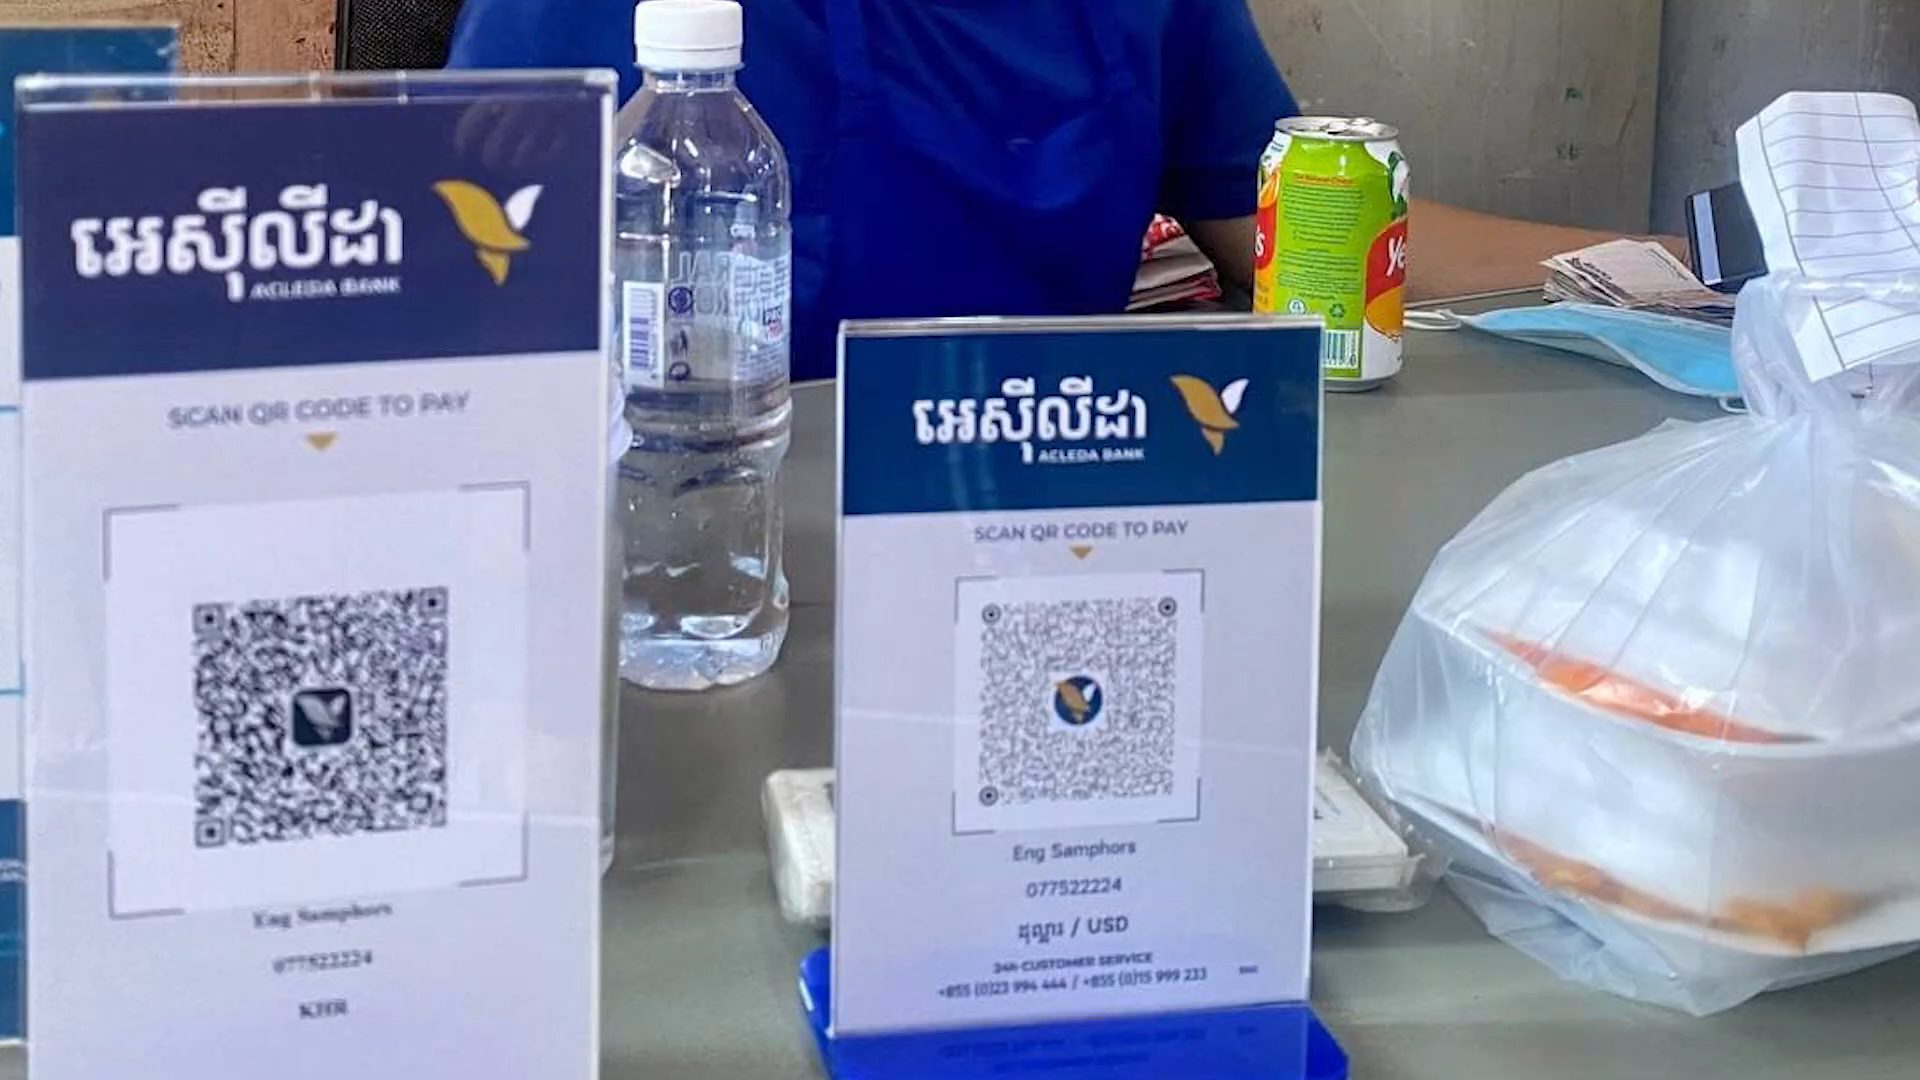 អេស៊ីលីដា
ACLEDA BANK
SCAN QR CODE TO PAY
Eng Samphors
077522224
KHR
អេស៊ីលីដា
ACLEDA BANK
SCAN QR CODE TO PAY
Eng Samphors
077522224
ដុល្លារ / USD
24h CUSTOMER SERVICE
+855 (0)23 994 444 / +855 (0)15 999 233